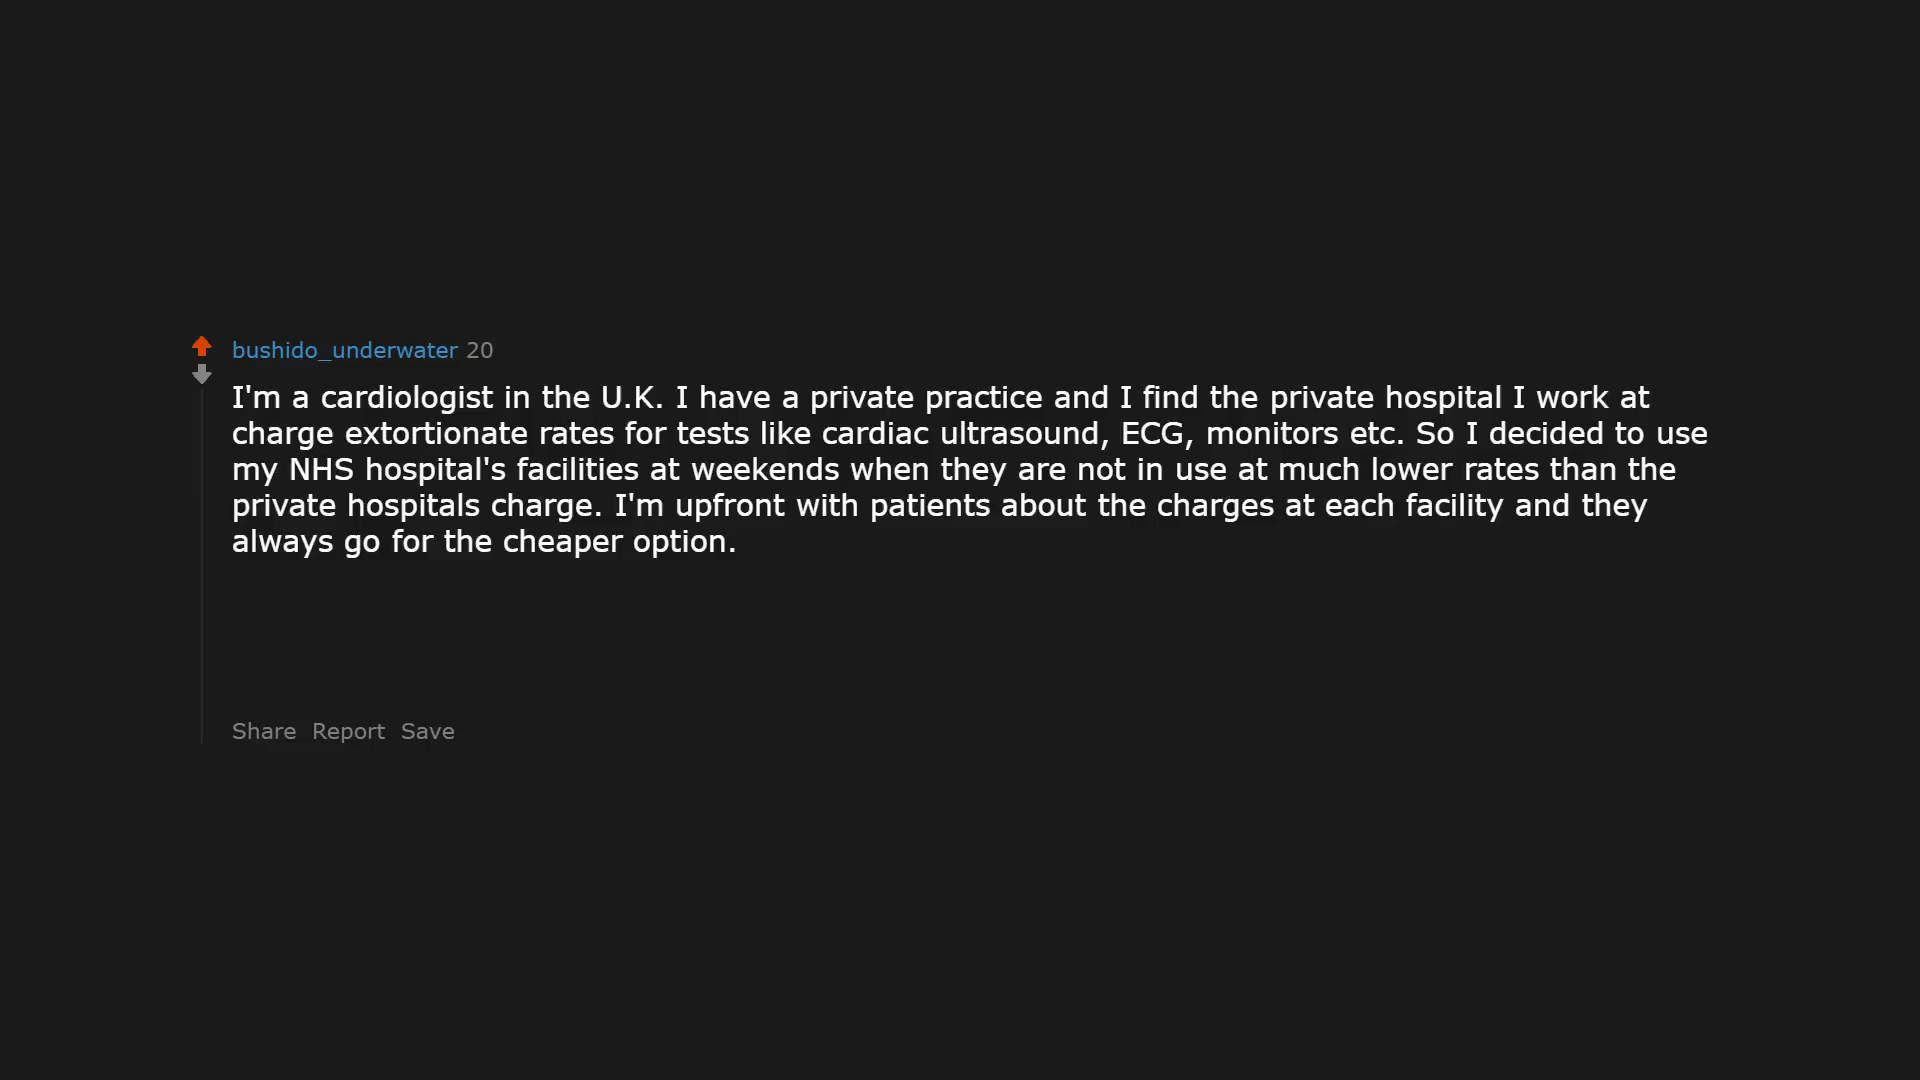 bushido_underwater 20
I'm a cardiologist in the U.K. I have a private practice and I find the private hospital I work at
charge extortionate rates for tests like cardiac ultrasound, ECG, monitors etc. So I decided to use
my NHS hospital's facilities at weekends when they are not in use at much lower rates than the
private hospitals charge. I'm upfront with patients about the charges at each facility and they
always go for the cheaper option.
Share Report Save